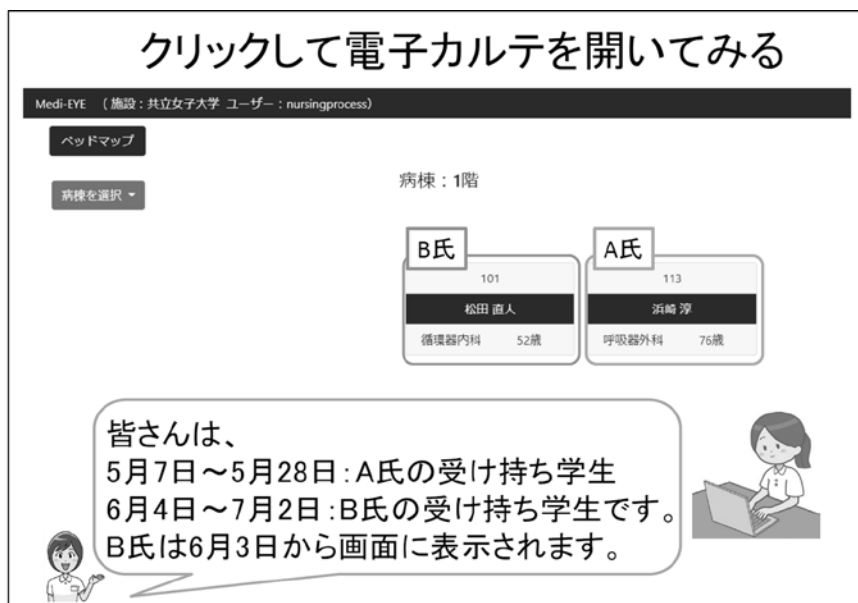 クリックして電子カルテを開いてみる
Medi-EYE （施設：共立女子大学 ユーザー：nursingprocess）
ベッドマップ
病棟を選択
病棟：1階
B氏
A氏
101
113
松田 直人
浜崎 淳
循環器内科 52歳
呼吸器外科 76歳
皆さんは、
5月7日～5月28日：A氏の受け持ち学生
6月4日～7月2日：B氏の受け持ち学生です。
B氏は6月3日から画面に表示されます。